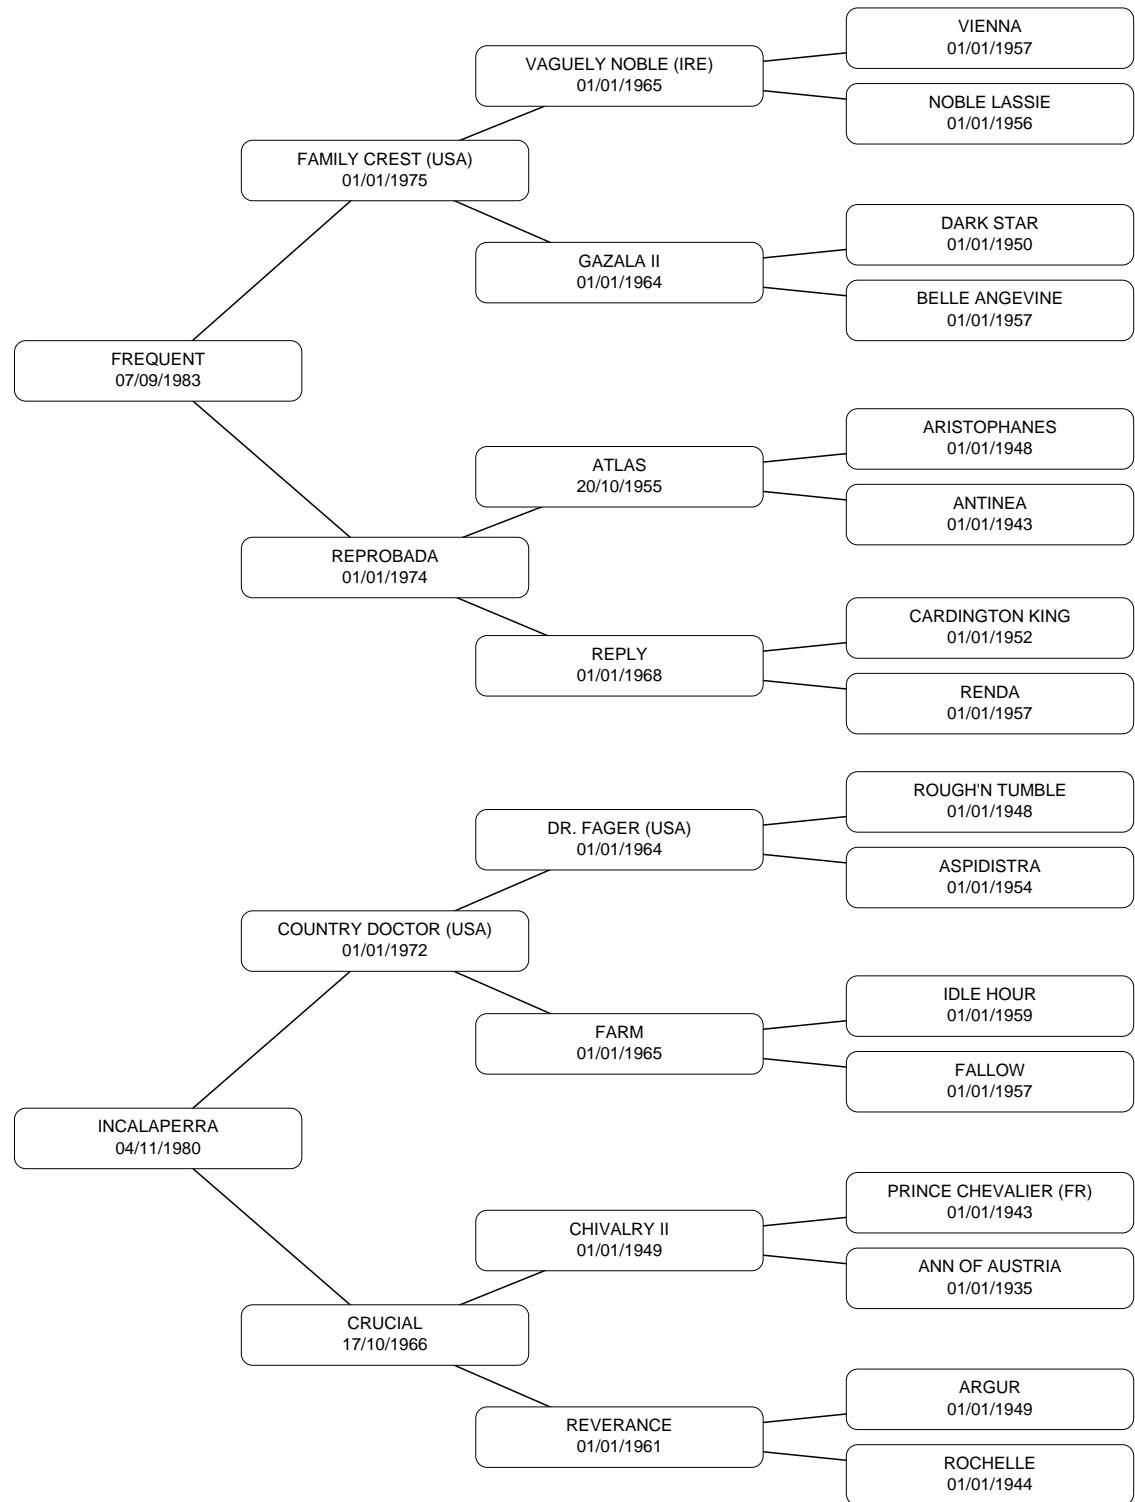 VIENNA
01/01/1957
VAGUELY NOBLE (IRE)
01/01/1965
NOBLE LASSIE
01/01/1956
FAMILY CREST (USA)
01/01/1975
DARK STAR
01/01/1950
GAZALA II
01/01/1964
BELLE ANGEVINE
01/01/1957
FREQUENT
07/09/1983
ARISTOPHANES
01/01/1948
ATLAS
20/10/1955
ANTINEA
01/01/1943
REPROBADA
01/01/1974
CARDINGTON KING
01/01/1952
REPLY
01/01/1968
RENDA
01/01/1957
ROUGH'N TUMBLE
01/01/1948
DR. FAGER (USA)
01/01/1964
ASPIDISTRA
01/01/1954
COUNTRY DOCTOR (USA)
01/01/1972
IDLE HOUR
01/01/1959
FARM
01/01/1965
FALLOW
01/01/1957
INCALAPERRA
04/11/1980
PRINCE CHEVALIER (FR)
01/01/1943
CHIVALRY II
01/01/1949
ANN OF AUSTRIA
01/01/1935
CRUCIAL
17/10/1966
ARGUR
01/01/1949
REVERANCE
01/01/1961
ROCHELLE
01/01/1944